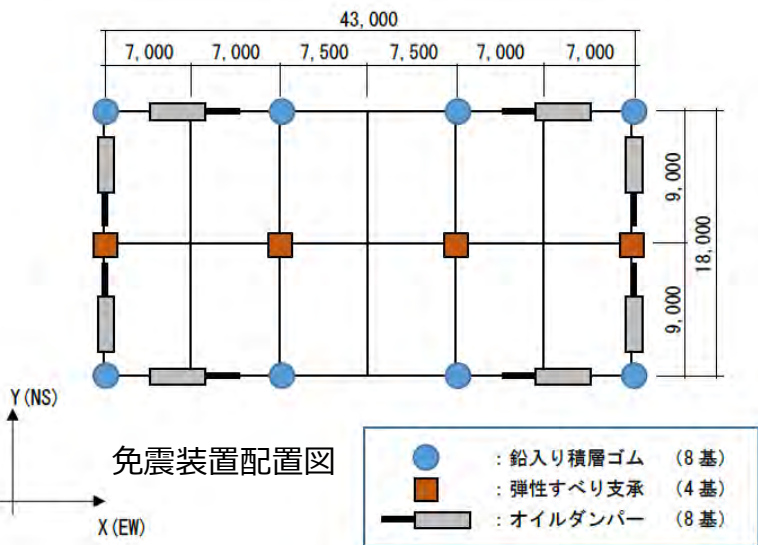 43,000
7,000 7,000 7,500 7,500 7,000 7,000
9,000
18,000
9,000
Y(NS)
X(EW)
免震装置配置図
：鉛入り積層ゴム （8基）
：弾性すべり支承 （4基）
：オイルダンパー （8基）